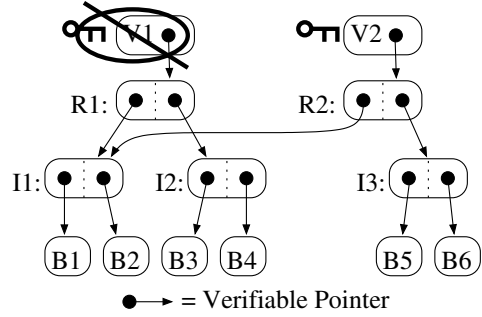 V1 V2
R1: R2:
I1: I2: I3:
B1 B2 B3 B4 B5 B6
= Verifiable Pointer